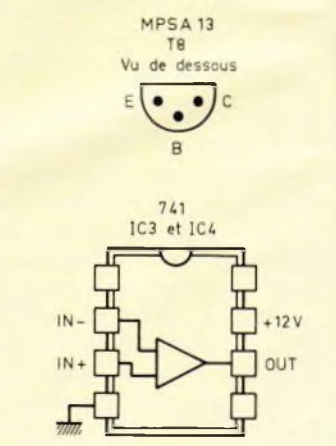 MPSA 13
T8
Vu de dessous
E C
B
741
IC3 et IC4
IN- +12V
IN+ OUT